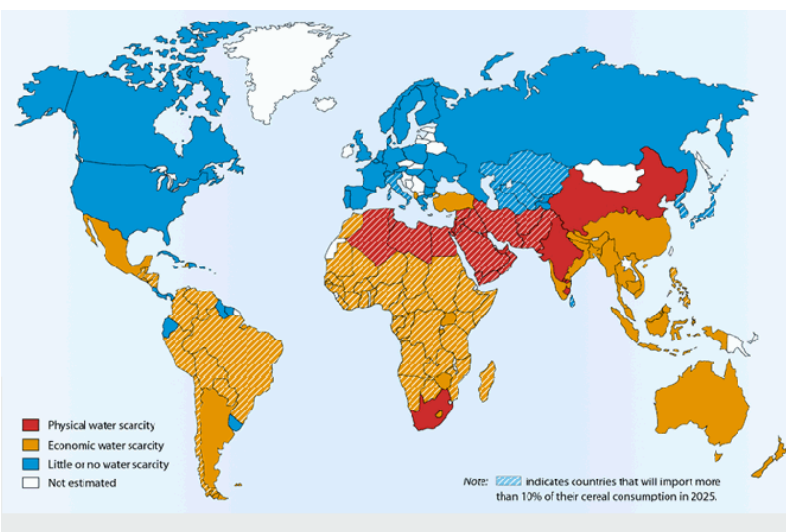 Physical water scarcity
Economic water scarcity
Little or no water scarcity
Not estimated
Note: indicates countries that will import more
than 10% of their cereal consumption in 2025.